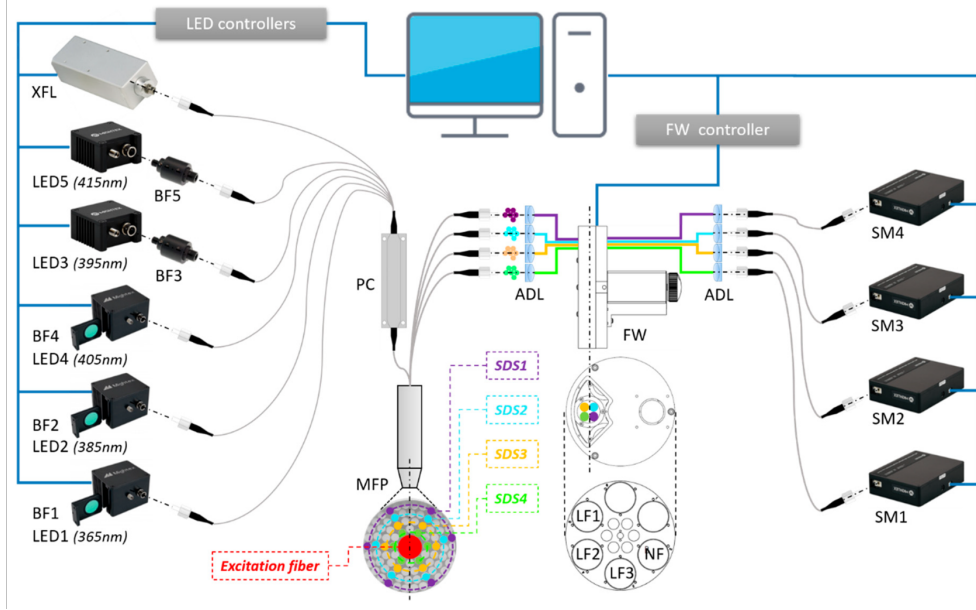 LED controllers
XFL
FW controller
LED5 (415nm)
BF5
SM4
LED3 (395nm)
BF3
PC
ADL
ADL
SM3
BF4
LED4 (405nm)
FW
SDS1
SDS2
BF2
LED2 (385nm)
SM2
SDS3
MFP
SDS4
BF1
LED1 (365nm)
LF1
SM1
LF2
NF
LF3
Excitation fiber